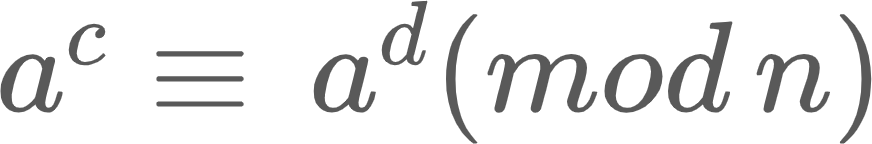 a^c ≡ a^d (mod n)